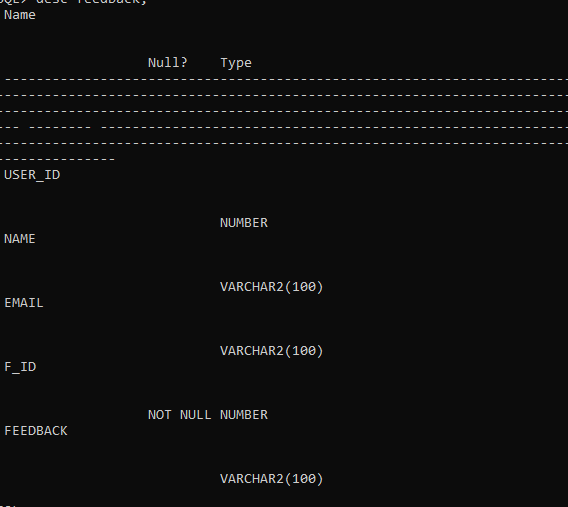 desc feedback;
Name
Null? Type
--------------------------------------------------------------------
--------------------------------------------------------------------
--------------------------------------------------------------------
--- -------- -----------------------------------------------------------
--------------------------------------------------------------------
---------------
USER_ID
NUMBER
NAME
VARCHAR2(100)
EMAIL
VARCHAR2(100)
F_ID
NOT NULL NUMBER
FEEDBACK
VARCHAR2(100)